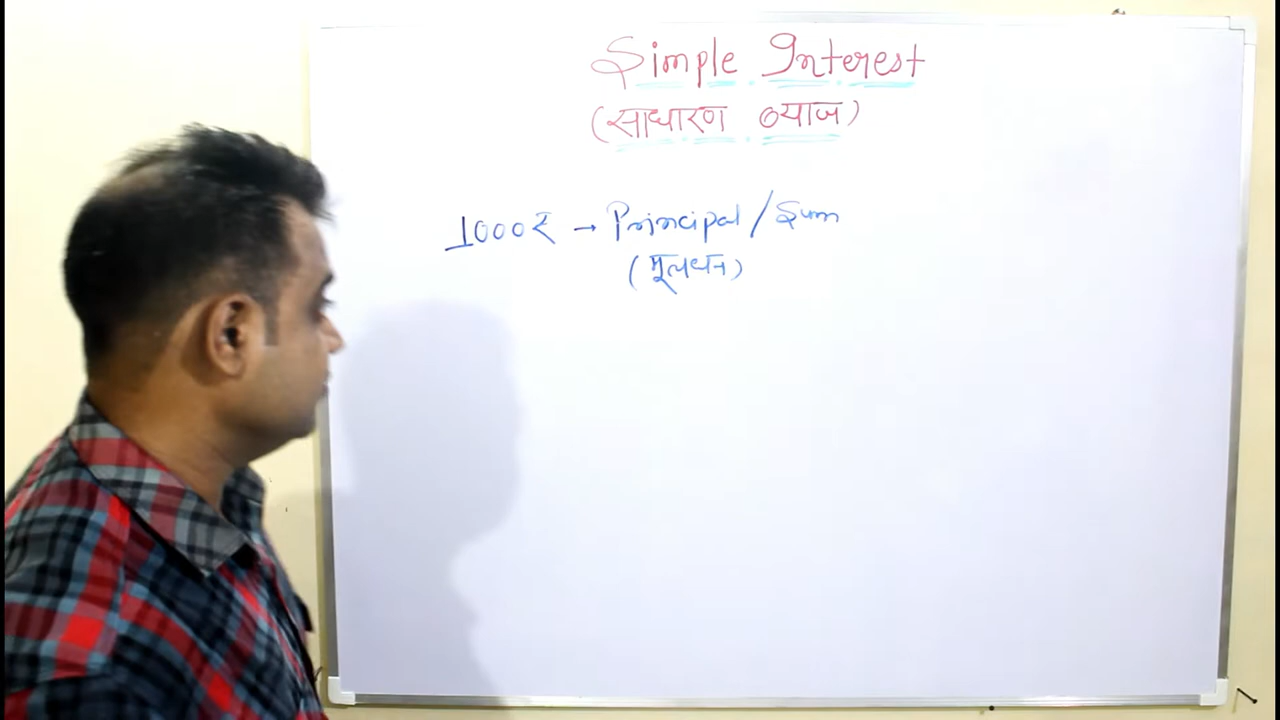 Simple Interest
(साधारण ब्याज)
1000₹ → Principal/Sum
(मूलधन)